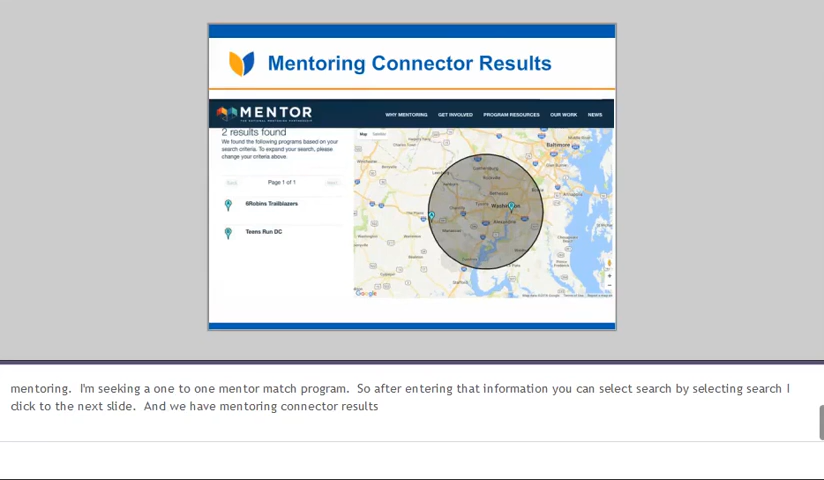 Mentoring Connector Results
MENTOR
WHY MENTORING GET INVOLVED PROGRAM RESOURCES OUR WORK NEWS
2 results found
We found the following programs based on your
search criteria. To expand your search, please
change your criteria above.
Page 1 of 1
6Robins Trailblazers
Teens Run DC
Map Satellite
Baltimore
Washington
Alexandria
Google
mentoring.  I'm seeking a one to one mentor match program.  So after entering that information you can select search by selecting search I
click to the next slide.  And we have mentoring connector results